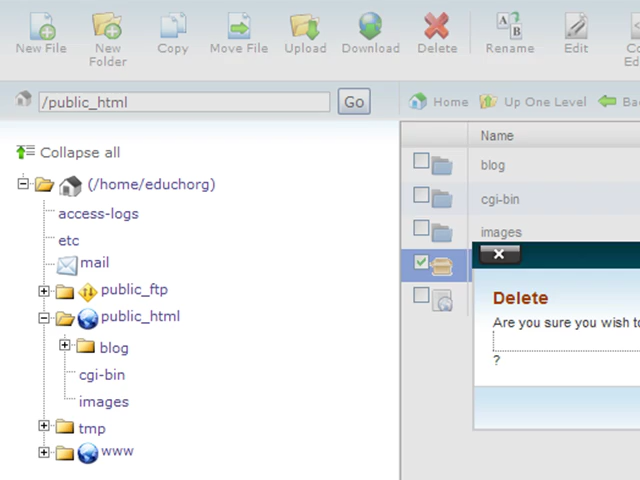 New File
New Folder
Copy
Move File
Upload
Download
Delete
Rename
Edit
/public_html
Go
Home
Up One Level
Collapse all
(/home/educhorg)
access-logs
etc
mail
public_ftp
public_html
blog
cgi-bin
images
tmp
www
Name
blog
cgi-bin
images
Delete
Are you sure you wish
?